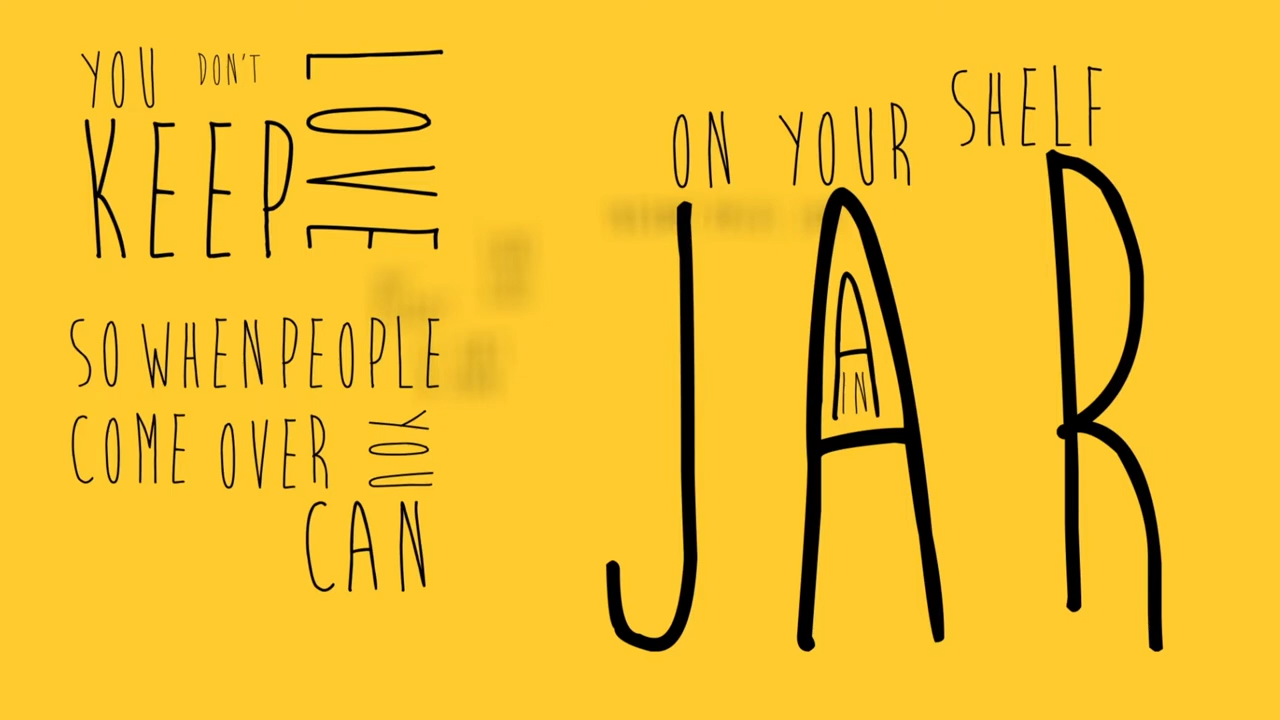 YOU DON'T
KEEP LOVE
ON YOUR SHELF
IN A
JAR
SO WHEN PEOPLE
COME OVER YOU
CAN